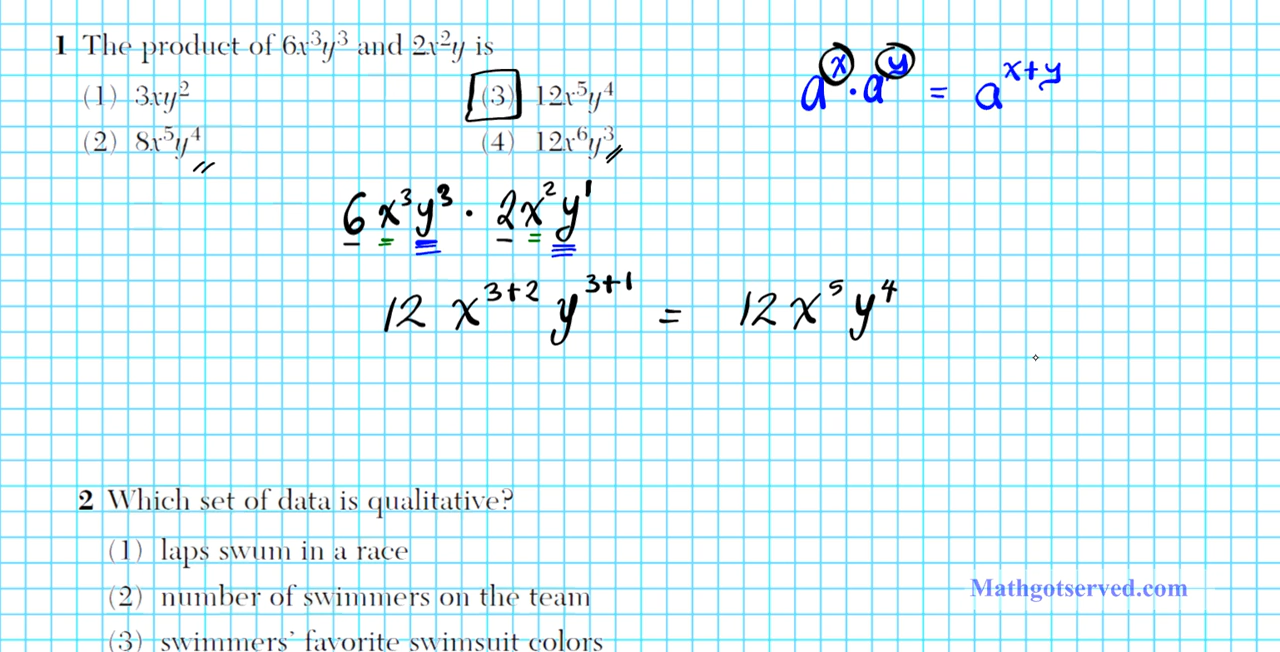 1 The product of 6x³y³ and 2x²y is
(1) 3xy²
(2) 8x⁵y⁴
(3) 12x⁵y⁴
(4) 12x⁶y³
aˣ · aʸ = aˣ⁺ʸ
6x³y³ · 2x²y¹
12 x³⁺² y³⁺¹ = 12x⁵y⁴
2 Which set of data is qualitative?
(1) laps swum in a race
(2) number of swimmers on the team
(3) swimmers' favorite swimsuit colors
Mathgotserved.com